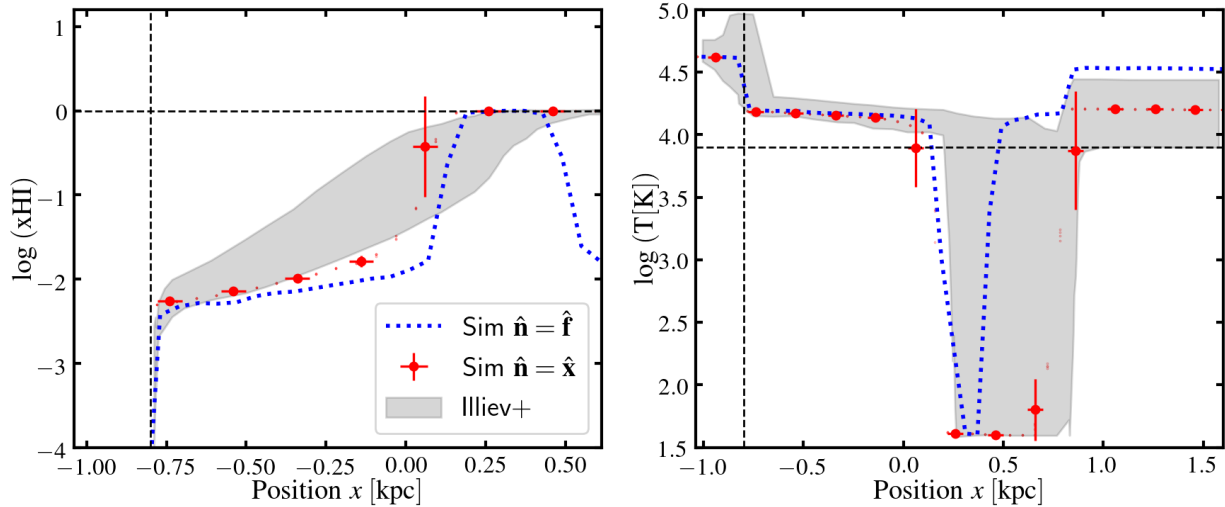 log (xHI)
1
0
−1
−2
−3
−4
Sim n̂ = f̂
Sim n̂ = x̂
Illiev+
−1.00 −0.75 −0.50 −0.25 0.00 0.25 0.50
Position x [kpc]
log (T[K])
5.0
4.5
4.0
3.5
3.0
2.5
2.0
1.5
−1.0 −0.5 0.0 0.5 1.0 1.5
Position x [kpc]